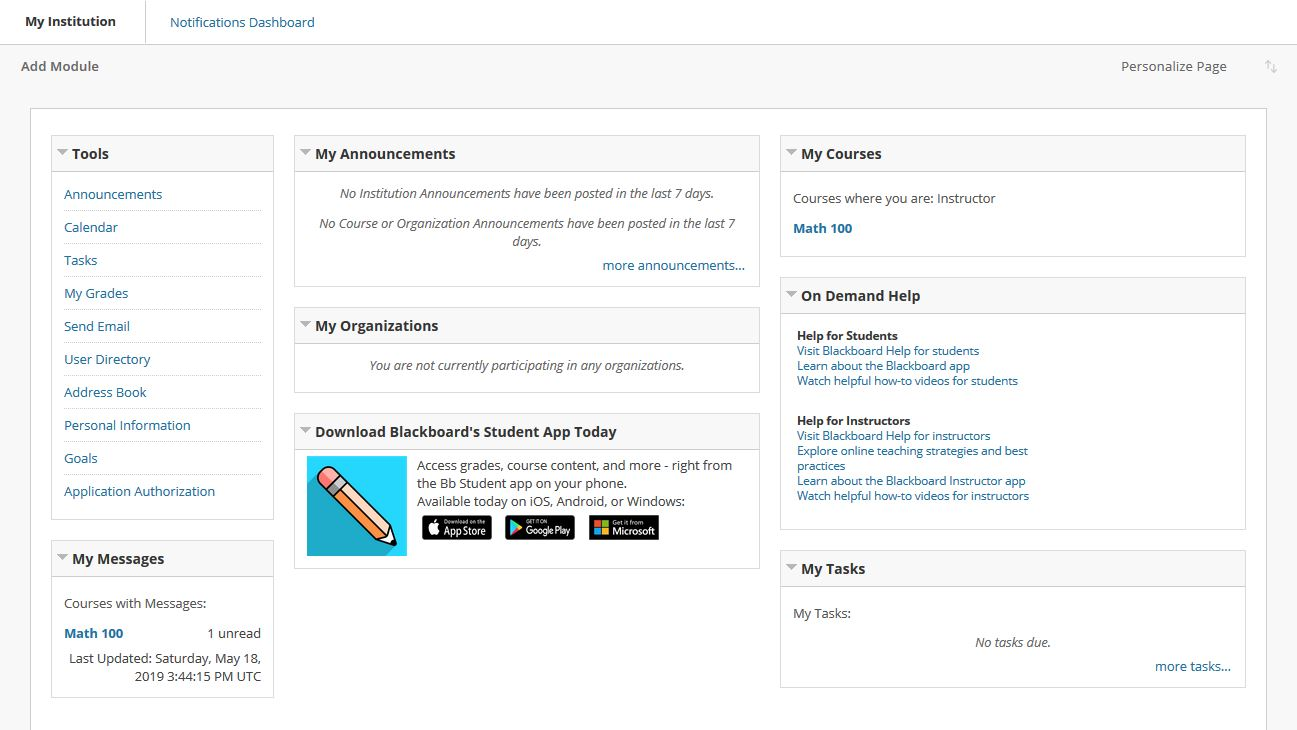 My Institution
Notifications Dashboard
Add Module
Personalize Page
Tools
Announcements
Calendar
Tasks
My Grades
Send Email
User Directory
Address Book
Personal Information
Goals
Application Authorization
My Messages
Courses with Messages:
Math 100 1 unread
Last Updated: Saturday, May 18,
2019 3:44:15 PM UTC
My Announcements
No Institution Announcements have been posted in the last 7 days.
No Course or Organization Announcements have been posted in the last 7
days.
more announcements...
My Organizations
You are not currently participating in any organizations.
Download Blackboard's Student App Today
Access grades, course content, and more - right from
the Bb Student app on your phone.
Available today on iOS, Android, or Windows:
Download on the
App Store
GET IT ON
Google Play
Get it from
Microsoft
My Courses
Courses where you are: Instructor
Math 100
On Demand Help
Help for Students
Visit Blackboard Help for students
Learn about the Blackboard app
Watch helpful how-to videos for students
Help for Instructors
Visit Blackboard Help for instructors
Explore online teaching strategies and best
practices
Learn about the Blackboard Instructor app
Watch helpful how-to videos for instructors
My Tasks
My Tasks:
No tasks due.
more tasks...